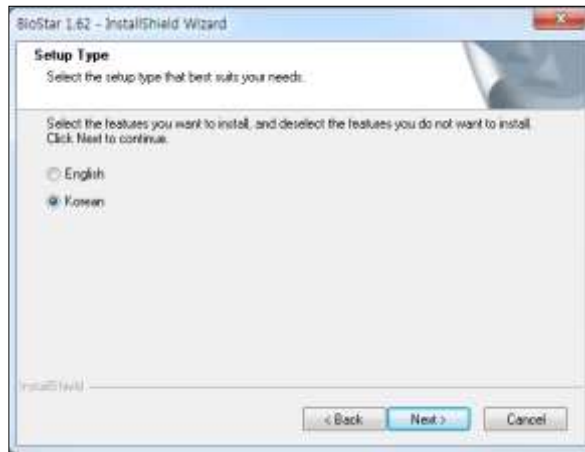 BioStar 1.62 - InstallShield Wizard
Setup Type
Select the setup type that best suits your needs.
Select the features you want to install, and deselect the features you do not want to install.
Click Next to continue.
English
Korean
InstallShield
< Back
Next >
Cancel